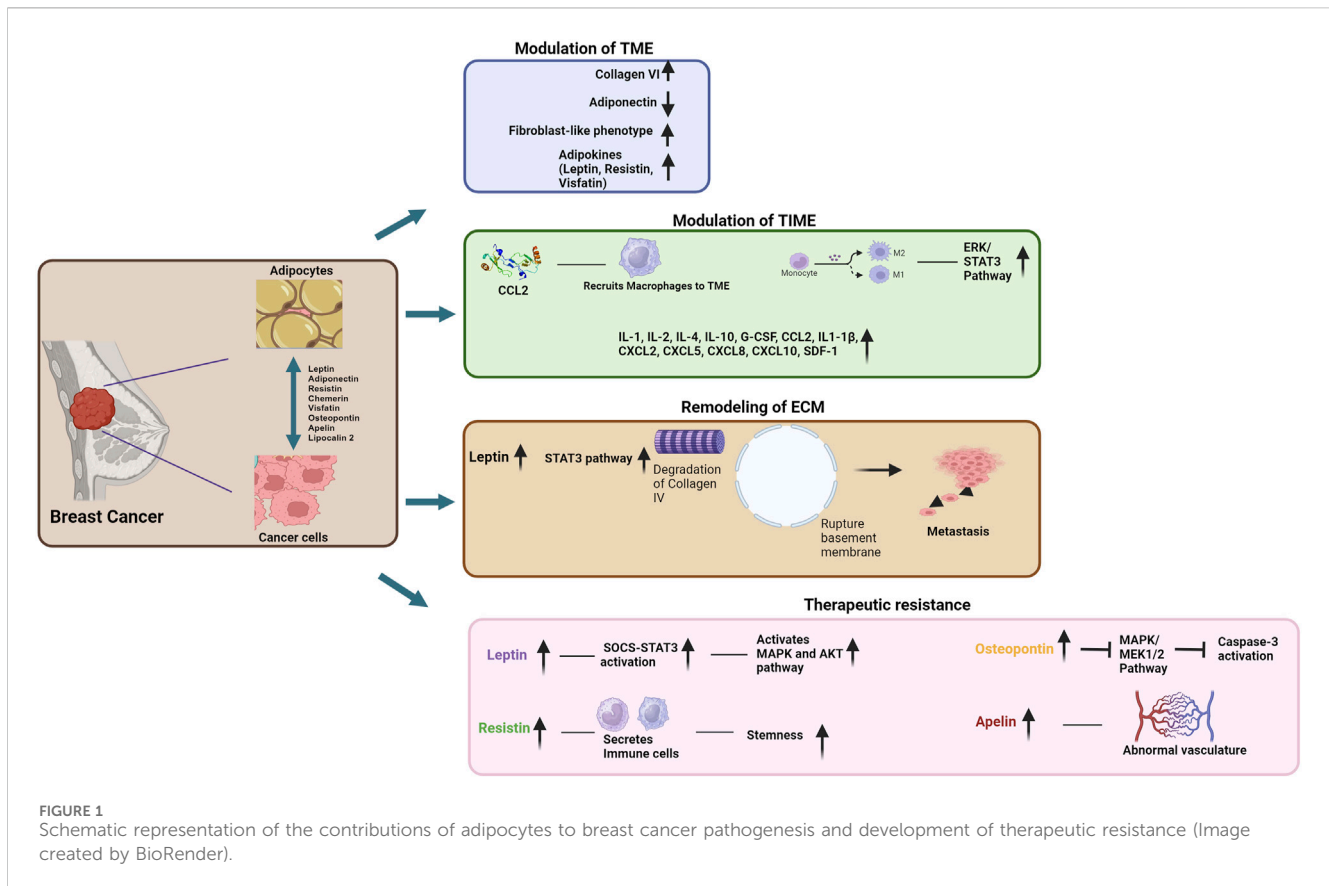 Modulation of TME
Collagen VI
Adiponectin
Fibroblast-like phenotype
Adipokines
(Leptin, Resistin,
Visfatin)
Modulation of TIME
CCL2
Recruits Macrophages to TME
Monocyte
M2
M1
ERK/
STAT3
Pathway
IL-1, IL-2, IL-4, IL-10, G-CSF, CCL2, IL1-1β,
CXCL2, CXCL5, CXCL8, CXCL10, SDF-1
Adipocytes
Leptin
Adiponectin
Resistin
Chemerin
Visfatin
Osteopontin
Apelin
Lipocalin 2
Breast Cancer
Cancer cells
Remodeling of ECM
Leptin
STAT3 pathway
Degradation
of Collagen
IV
Rupture
basement
membrane
Metastasis
Therapeutic resistance
Leptin
SOCS-STAT3
activation
Activates
MAPK and AKT
pathway
Osteopontin
MAPK/
MEK1/2
Pathway
Caspase-3
activation
Resistin
Secretes
Immune cells
Stemness
Apelin
Abnormal vasculature
FIGURE 1
Schematic representation of the contributions of adipocytes to breast cancer pathogenesis and development of therapeutic resistance (Image
created by BioRender).